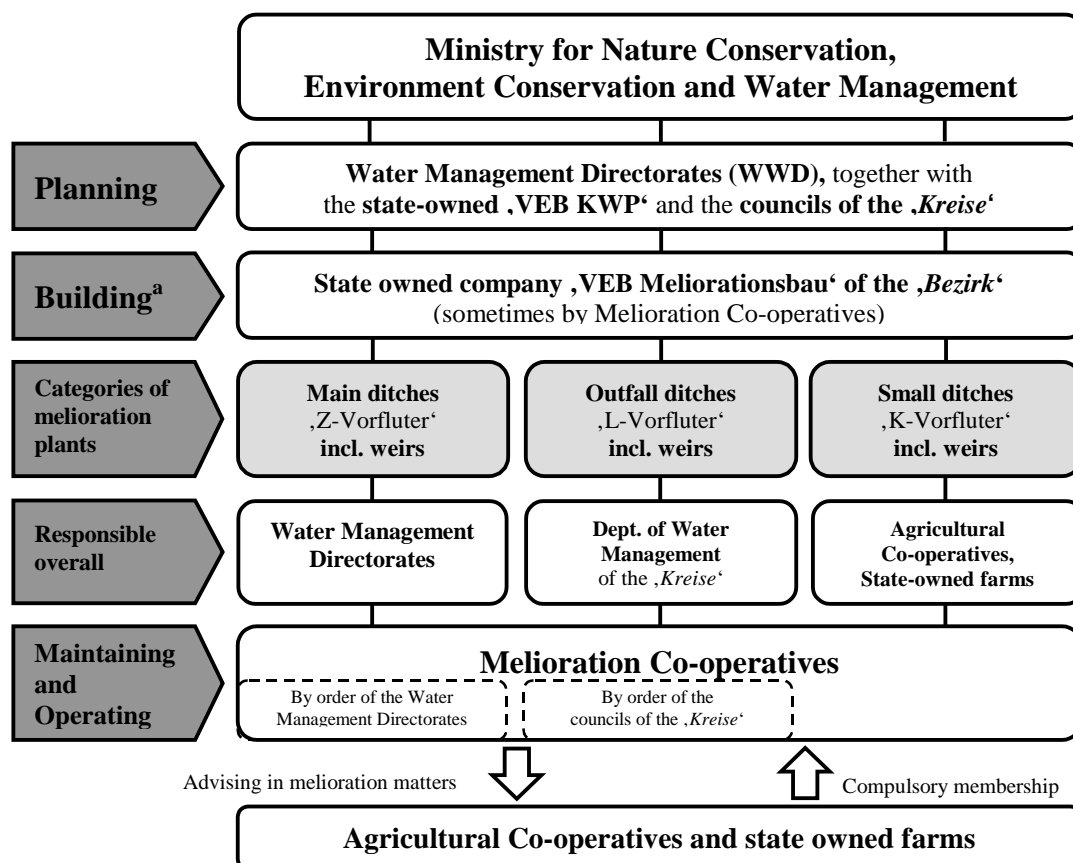 Ministry for Nature Conservation,
Environment Conservation and Water Management
Planning
Water Management Directorates (WWD), together with
the state-owned ‚VEB KWP‘ and the councils of the ‚Kreise‘
Buildingª
State owned company ‚VEB Meliorationsbau‘ of the ‚Bezirk‘
(sometimes by Melioration Co-operatives)
Categories of
melioration
plants
Main ditches
‚Z-Vorfluter‘
incl. weirs
Outfall ditches
‚L-Vorfluter‘
incl. weirs
Small ditches
‚K-Vorfluter‘
incl. weirs
Responsible
overall
Water Management
Directorates
Dept. of Water
Management
of the ‚Kreise‘
Agricultural
Co-operatives,
State-owned farms
Maintaining
and
Operating
Melioration Co-operatives
By order of the Water
Management Directorates
By order of the
councils of the ‚Kreise‘
Advising in melioration matters
Compulsory membership
Agricultural Co-operatives and state owned farms